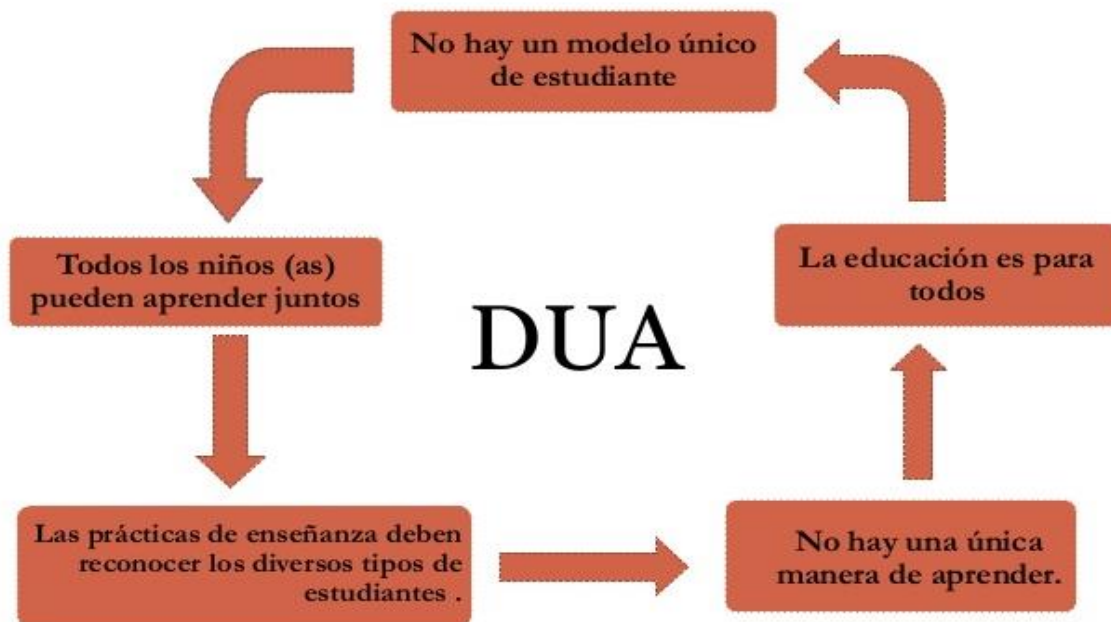 No hay un modelo único
de estudiante
Todos los niños (as)
pueden aprender juntos
La educación es para
todos
DUA
Las prácticas de enseñanza deben
reconocer los diversos tipos de
estudiantes .
No hay una única
manera de aprender.